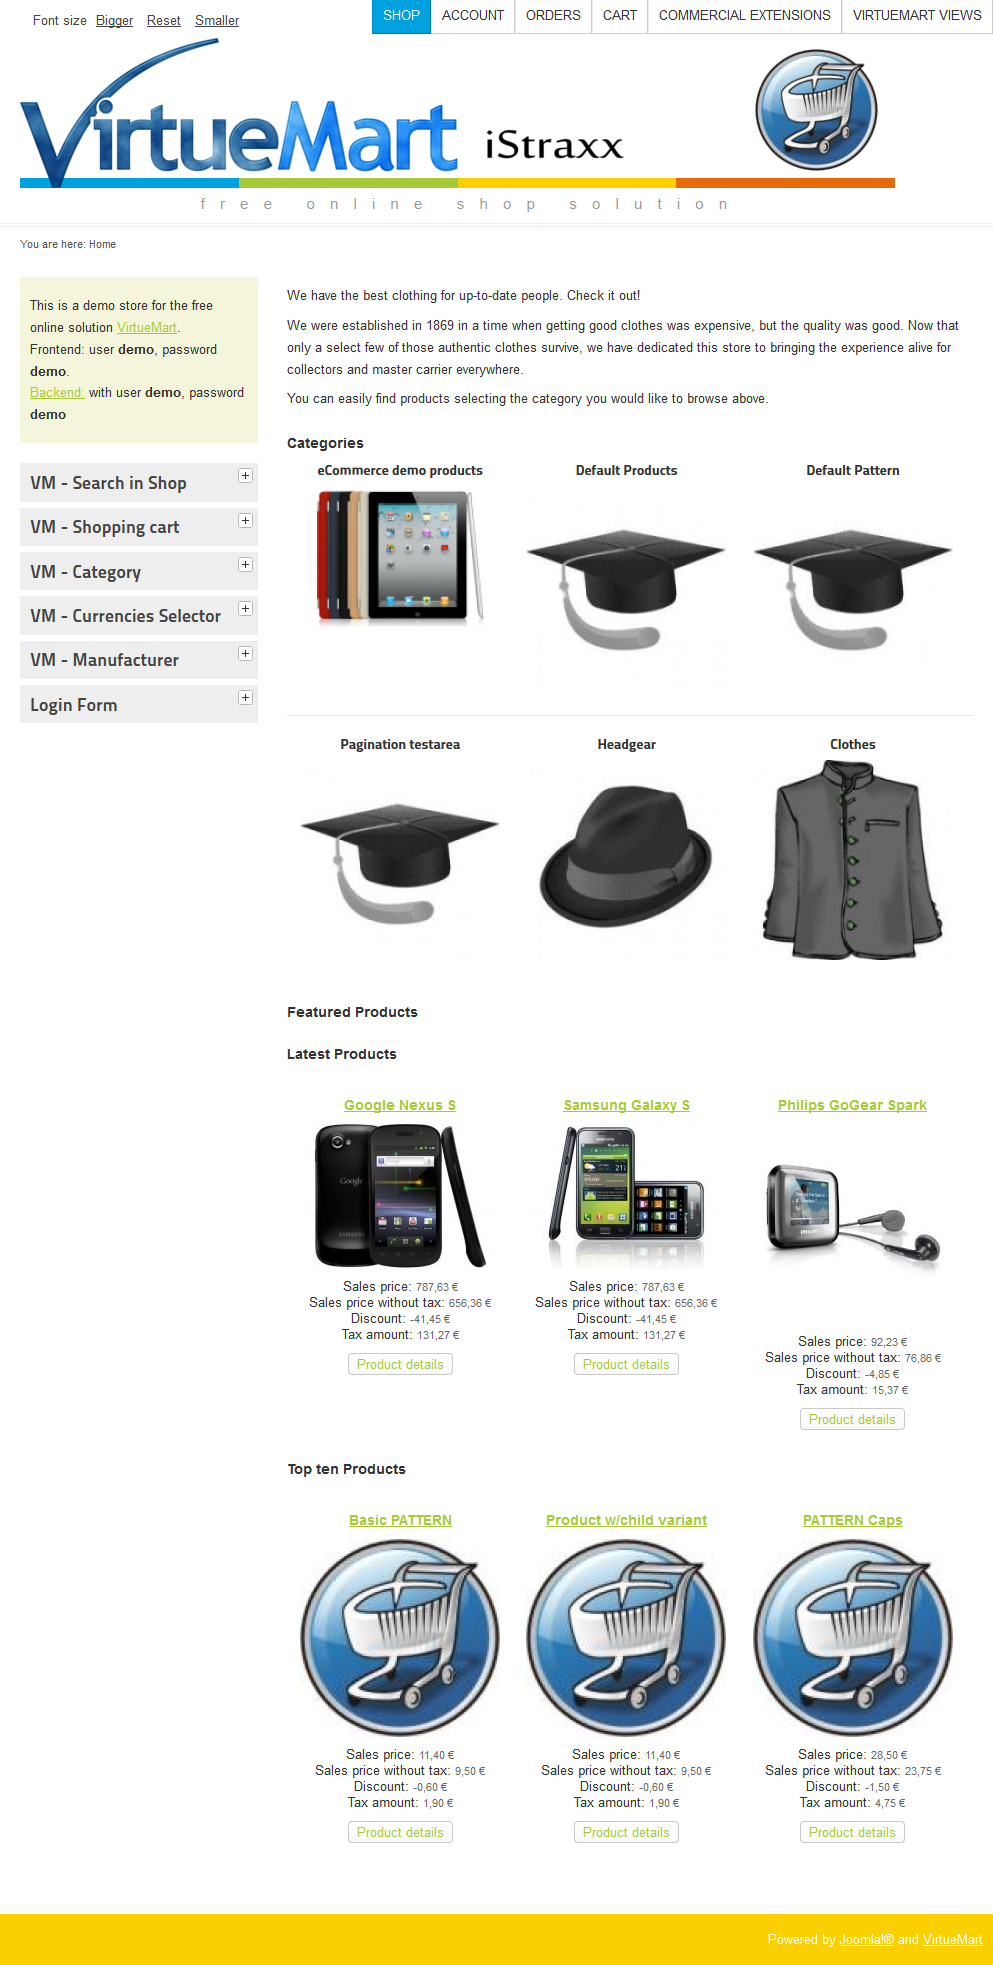 Font size Bigger Reset Smaller
SHOP ACCOUNT ORDERS CART COMMERCIAL EXTENSIONS VIRTUEMART VIEWS
VirtueMart iStraxx
free online shop solution
You are here: Home
This is a demo store for the free
online solution VirtueMart.
Frontend: user demo, password
demo.
Backend: with user demo, password
demo
VM - Search in Shop
VM - Shopping cart
VM - Category
VM - Currencies Selector
VM - Manufacturer
Login Form
We have the best clothing for up-to-date people. Check it out!
We were established in 1869 in a time when getting good clothes was expensive, but the quality was good. Now that
only a select few of those authentic clothes survive, we have dedicated this store to bringing the experience alive for
collectors and master carrier everywhere.
You can easily find products selecting the category you would like to browse above.
Categories
eCommerce demo products Default Products Default Pattern
Pagination testarea Headgear Clothes
Featured Products
Latest Products
Google Nexus S
Google
SAMSUNG
Sales price: 787,63 €
Sales price without tax: 656,36 €
Discount: -41,45 €
Tax amount: 131,27 €
Product details
Samsung Galaxy S
Sales price: 787,63 €
Sales price without tax: 656,36 €
Discount: -41,45 €
Tax amount: 131,27 €
Product details
Philips GoGear Spark
Sales price: 92,23 €
Sales price without tax: 76,86 €
Discount: -4,85 €
Tax amount: 15,37 €
Product details
Top ten Products
Basic PATTERN
Sales price: 11,40 €
Sales price without tax: 9,50 €
Discount: -0,60 €
Tax amount: 1,90 €
Product details
Product w/child variant
Sales price: 11,40 €
Sales price without tax: 9,50 €
Discount: -0,60 €
Tax amount: 1,90 €
Product details
PATTERN Caps
Sales price: 28,50 €
Sales price without tax: 23,75 €
Discount: -1,50 €
Tax amount: 4,75 €
Product details
Powered by Joomla!® and VirtueMart